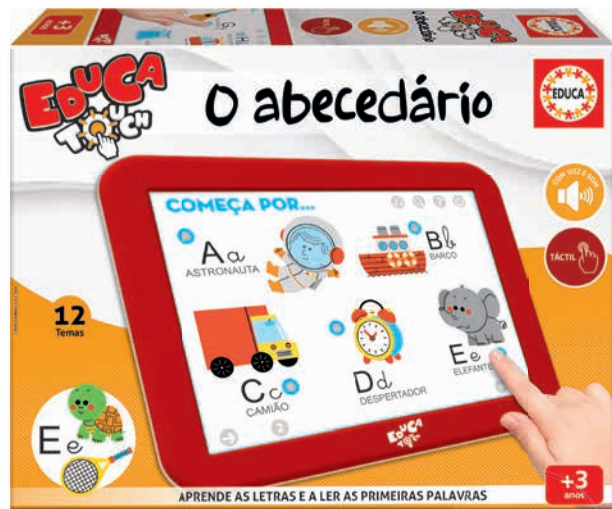 +3
EDUCA TOUCH
O abecedário
EDUCA
COM VOZ E SOM
TÁCTIL
COMEÇA POR...
Aa
ASTRONAUTA
Bb
BARCO
Cc
CAMIÃO
Dd
DESPERTADOR
Ee
ELEFANTE
12
Temas
Ee
EDUCA TOUCH
APRENDE AS LETRAS E A LER AS PRIMEIRAS PALAVRAS
+3
anos